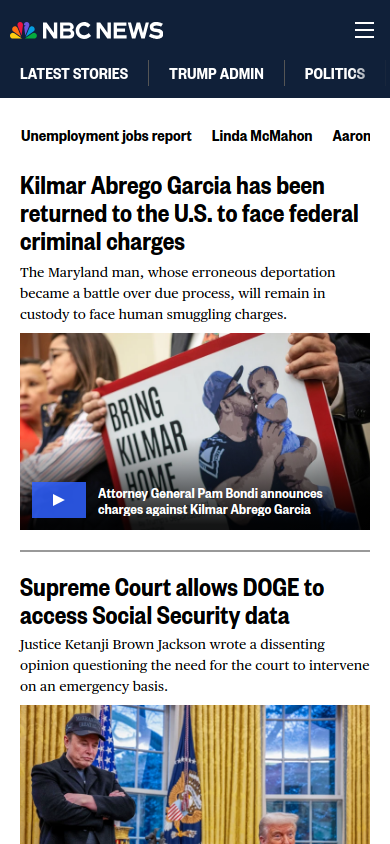 NBC NEWS
LATEST STORIES
TRUMP ADMIN
POLITICS
Unemployment jobs report
Linda McMahon
Aaron
Kilmar Abrego Garcia has been
returned to the U.S. to face federal
criminal charges
The Maryland man, whose erroneous deportation
became a battle over due process, will remain in
custody to face human smuggling charges.
BRING
KILMAR
HOME
Attorney General Pam Bondi announces
charges against Kilmar Abrego Garcia
Supreme Court allows DOGE to
access Social Security data
Justice Ketanji Brown Jackson wrote a dissenting
opinion questioning the need for the court to intervene
on an emergency basis.